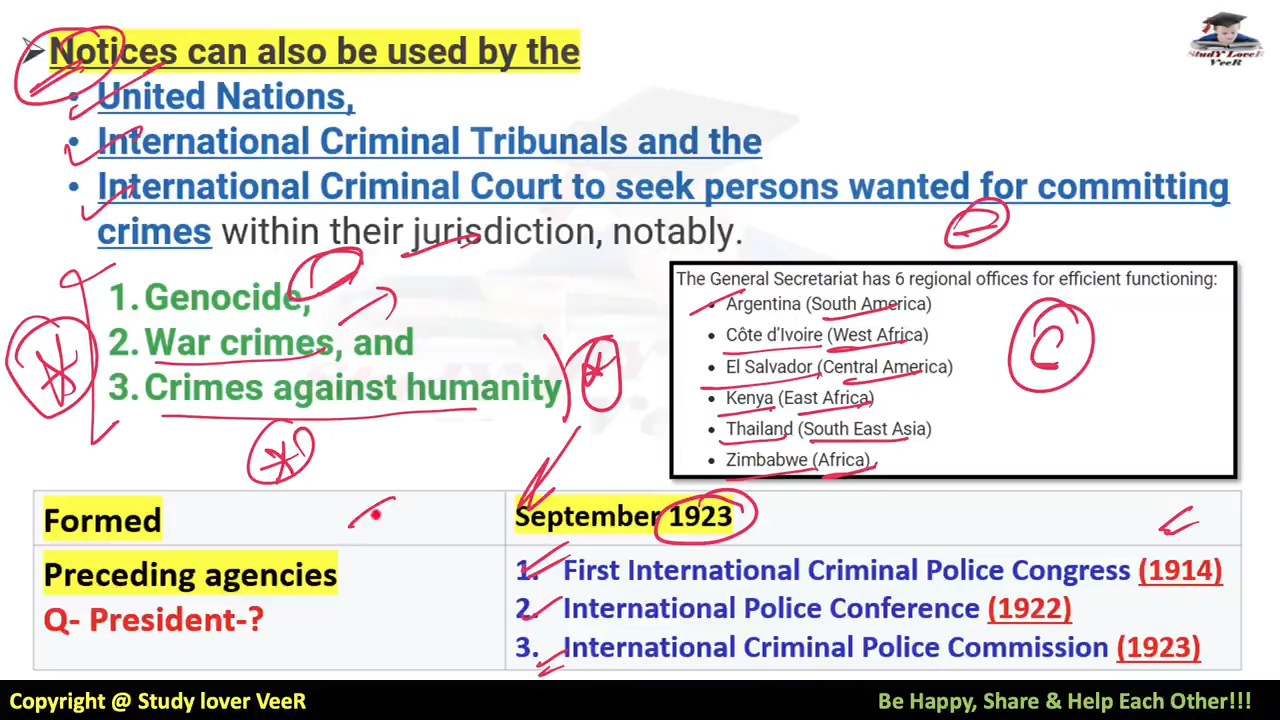 StudY LoveR
VeeR
Notices can also be used by the
• United Nations,
• International Criminal Tribunals and the
• International Criminal Court to seek persons wanted for committing
crimes within their jurisdiction, notably.
1. Genocide,
2. War crimes, and
3. Crimes against humanity
The General Secretariat has 6 regional offices for efficient functioning:
• Argentina (South America)
• Côte d'Ivoire (West Africa)
• El Salvador (Central America)
• Kenya (East Africa)
• Thailand (South East Asia)
• Zimbabwe (Africa)
Formed
September 1923
Preceding agencies
Q- President-?
1. First International Criminal Police Congress (1914)
2. International Police Conference (1922)
3. International Criminal Police Commission (1923)
Copyright @ Study lover VeeR
Be Happy, Share & Help Each Other!!!